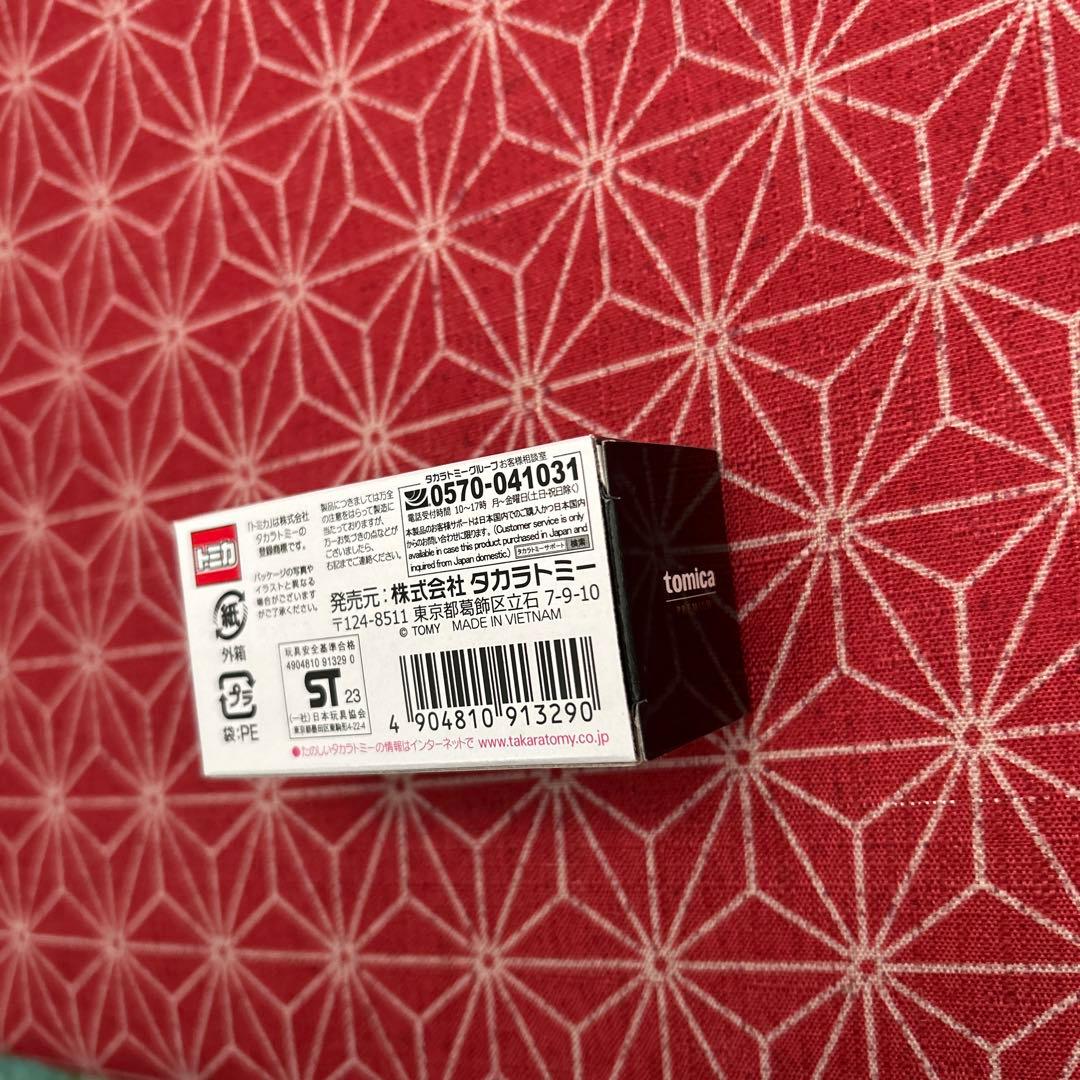 トミカ
「トミカ」は株式会社
タカラトミーの
登録商標です。
パッケージの写真や
イラストと異なる
場合がございます
がご了承ください。
製品につきましては万全
の注意をはらって製造に
当たっておりますが、
万一お気づきの点などが
ございましたら、
右記までご連絡ください。
タカラトミーグループお客様相談室
0570-041031
電話受付時間 10〜17時 月〜金曜日(土日・祝日除く)
本製品のお客様サポートは日本国内でのご購入かつ日本国内
からのお問い合わせに限ります。(Customer service is only
available in case this product purchased in Japan and
inquired from Japan domestic.) タカラトミーサポート 検索
発売元:株式会社 タカラトミー
〒124-8511 東京都葛飾区立石 7-9-10
© TOMY MADE IN VIETNAM
紙
外箱
プラ
袋:PE
玩具安全基準合格
4904810 91329 0
ST 23
(一社)日本玩具協会
東京都墨田区東駒形4-22-4
4 904810 913290
●たのしいタカラトミーの情報はインターネットで www.takaratomy.co.jp
tomica
PREMIUM